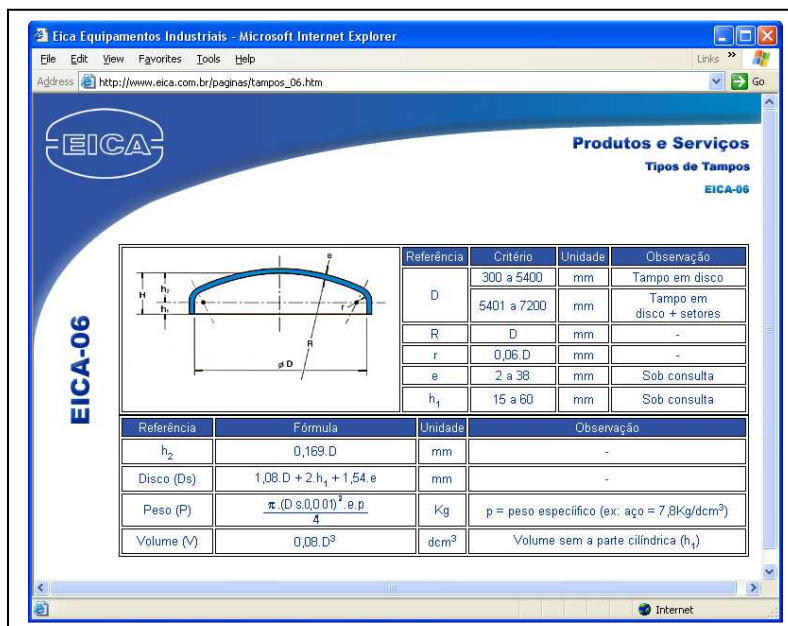 Eica Equipamentos Industriais - Microsoft Internet Explorer
File Edit View Favorites Tools Help Links »
Address http://www.eica.com.br/paginas/tampos_06.htm Go
EICA
Produtos e Serviços
Tipos de Tampos
EICA-06
EICA-06
e
H h₂ h₁ r
R
ø D
Referência Critério Unidade Observação
D 300 a 5400 mm Tampo em disco
5401 a 7200 mm Tampo em disco + setores
R D mm -
r 0,06.D mm -
e 2 a 38 mm Sob consulta
h₁ 15 a 60 mm Sob consulta
Referência Fórmula Unidade Observação
h₂ 0,169.D mm -
Disco (Ds) 1,08.D + 2.h₁ + 1,54.e mm -
Peso (P) π.(D s.0,0 01)².e.p / 4 Kg p = peso especíifico (ex: aço = 7,8Kg/dcm³)
Volume (V) 0,08.D³ dcm³ Volume sem a parte cilíndrica (h₁)
Internet